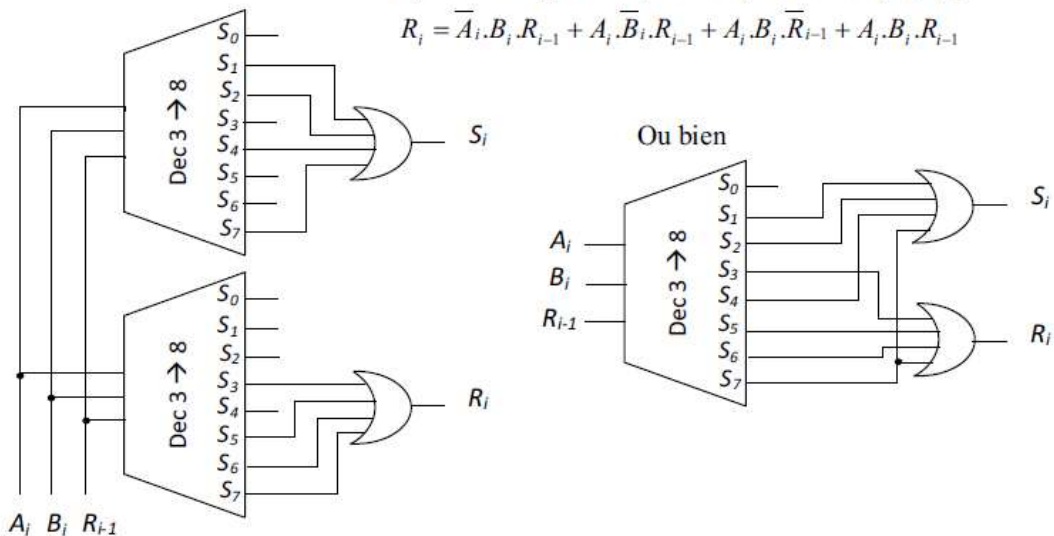 R̅i = A̅i.Bi.Ri-1 + Ai.B̅i.Ri-1 + Ai.Bi.R̅i-1 + Ai.Bi.Ri-1
S0
S1
S2
S3
S4
S5
S6
S7
Dec 3 → 8
Si
S0
S1
S2
S3
S4
S5
S6
S7
Dec 3 → 8
Ri
Ai Bi Ri-1
Ou bien
Ai
Bi
Ri-1
Dec 3 → 8
S0
S1
S2
S3
S4
S5
S6
S7
Si
Ri